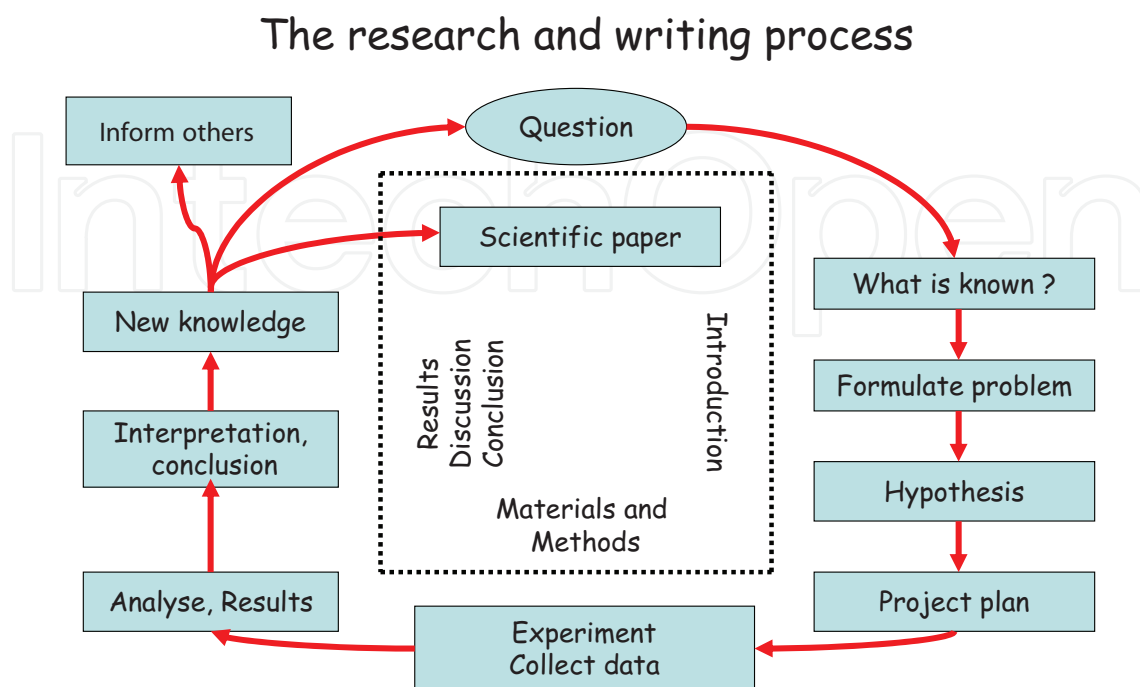 The research and writing process
Inform others
Question
Scientific paper
What is known ?
New knowledge
Formulate problem
Results
Discussion
Conclusion
Introduction
Interpretation,
conclusion
Hypothesis
Materials and
Methods
Analyse, Results
Project plan
Experiment
Collect data
IntechOpen